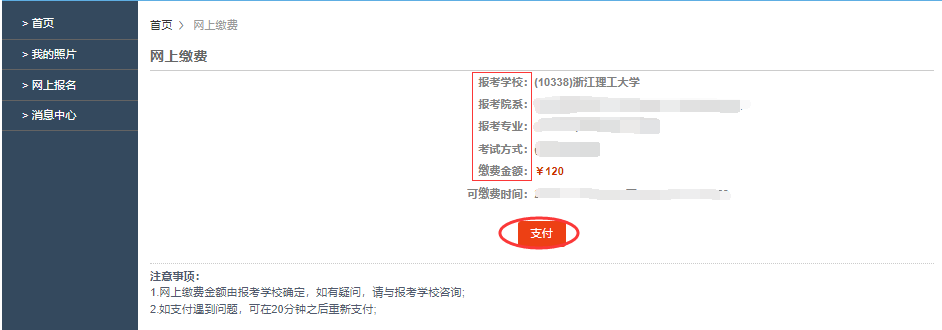 > 首页
> 我的照片
> 网上报名
> 消息中心
首页 > 网上缴费
网上缴费
报考学校： (10338)浙江理工大学
报考院系：
报考专业：
考试方式： (
缴费金额： ￥120
可缴费时间：
支付
注意事项：
1.网上缴费金额由报考学校确定，如有疑问，请与报考学校咨询;
2.如支付遇到问题，可在20分钟之后重新支付;